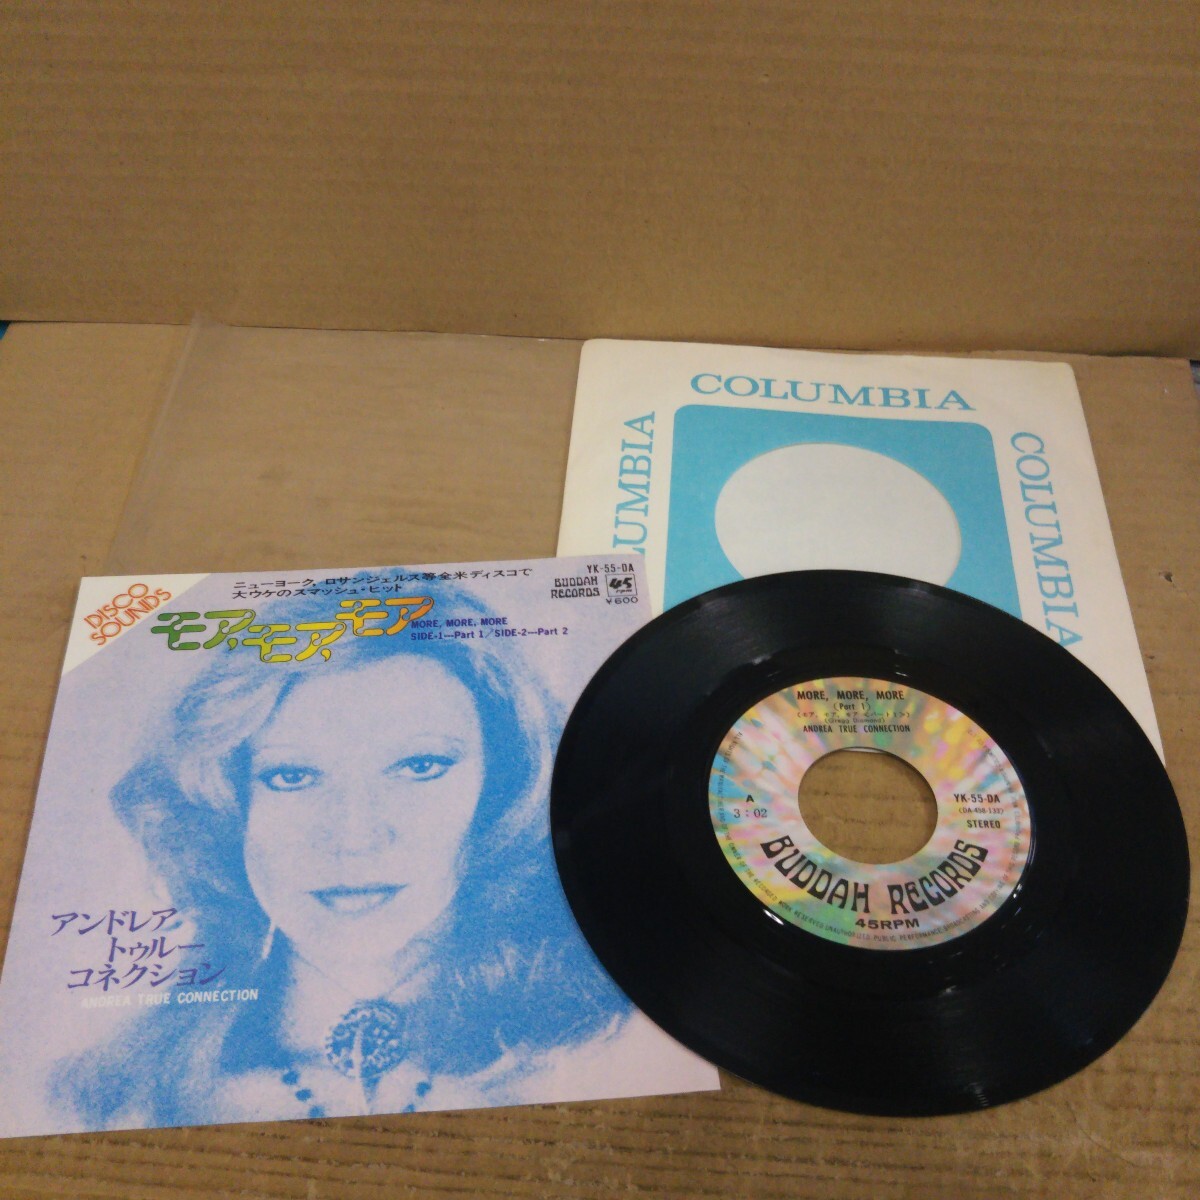 COLUMBIA
COLUMBIA
LUMBIA
DISCO
SOUNDS
ニューヨーク、ロサンジェルス等全米ディスコで
大ウケのスマッシュ・ヒット
モア、モア、モア
MORE, MORE, MORE
SIDE-1—Part 1/SIDE-2—Part 2
YK-55-DA
BUDDAH
RECORDS
45
rpm
¥600
アンドレア
トゥルー
コネクション
ANDREA TRUE CONNECTION
MORE, MORE, MORE
(Part 1)
(Gregg Diamond)
ANDREA TRUE CONNECTION
A
3:02
YK-55-DA
STEREO
BUDDAH RECORDS
45RPM